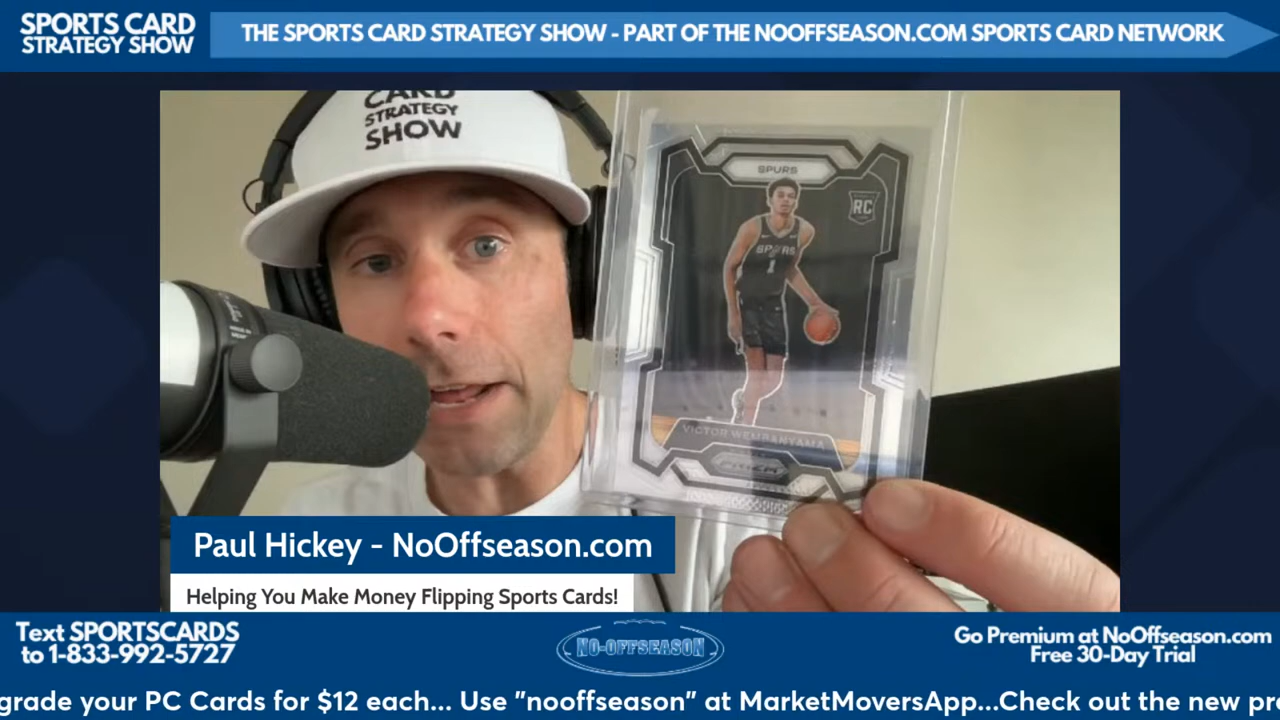 SPORTS CARD
STRATEGY SHOW
THE SPORTS CARD STRATEGY SHOW - PART OF THE NOOFFSEASON.COM SPORTS CARD NETWORK
CARD
STRATEGY
SHOW
SPURS
RC
SPURS
1
VICTOR WEMBANYAMA
PRIZM
Paul Hickey - NoOffseason.com
Helping You Make Money Flipping Sports Cards!
Text SPORTSCARDS
to 1-833-992-5727
NO-OFFSEASON
Go Premium at NoOffseason.com
Free 30-Day Trial
grade your PC Cards for $12 each... Use "nooffseason" at MarketMoversApp...Check out the new pr